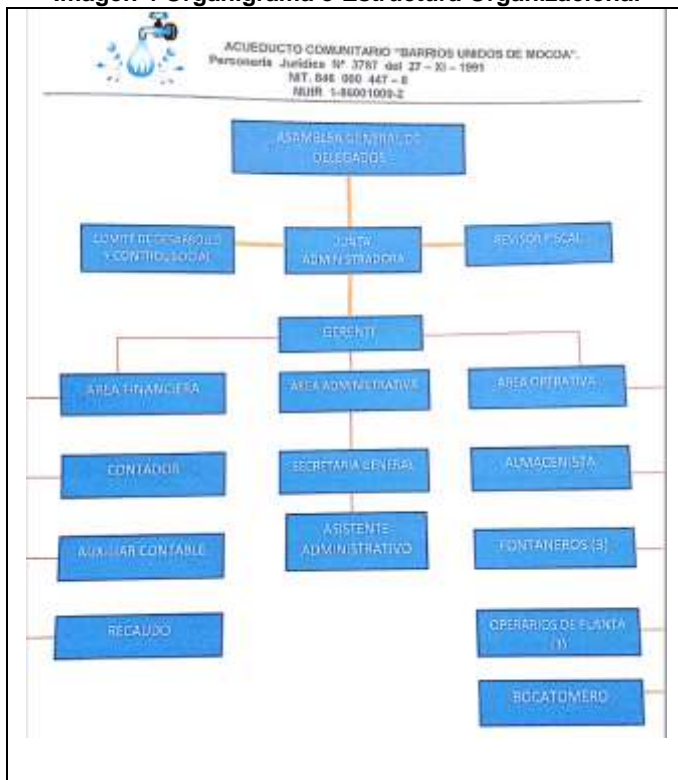 Imagen 1 Organigrama o Estructura Organizacional
ACUEDUCTO COMUNITARIO "BARRIOS UNIDOS DE MOCOA".
Personería Jurídica Nº 3787 del 27 – XI – 1991
NIT. 846 000 447 – 8
NUIR 1-86001009-2
ASAMBLEA GENERAL DE
DELEGADOS
COMITÉ DE DESARROLLO
Y CONTROL SOCIAL
JUNTA
ADMINISTRADORA
REVISOR FISCAL
GERENTE
AREA FINANCIERA
AREA ADMINISTRATIVA
AREA OPERATIVA
CONTADOR
SECRETARIA GENERAL
ALMACENISTA
AUXILIAR CONTABLE
ASISTENTE
ADMINISTRATIVO
FONTANEROS (3)
RECAUDO
OPERARIOS DE PLANTA
BOCATOMERO